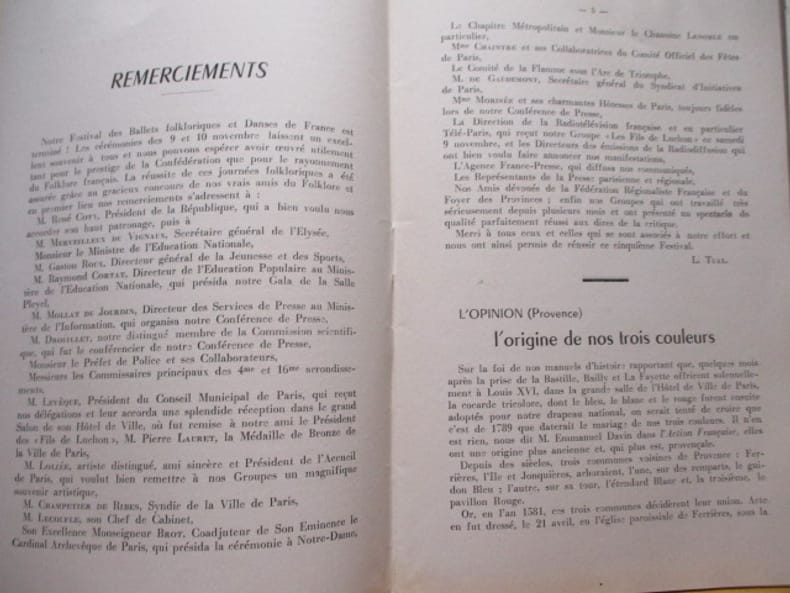 REMERCIEMENTS
Notre Festival des Ballets folkloriques et Danses de France est
terminé ! Les cérémonies des 9 et 10 novembre laissent un excel-
lent souvenir à tous et nous pouvons espérer avoir œuvré utilement
tant pour le prestige de la Confédération que pour le rayonnement
du Folklore français. La réussite de ces journées folkloriques a été
assurée grâce au gracieux concours de nos vrais amis du Folklore et
en premier lieu nos remerciements s'adressent à :
M. René COTY, Président de la République, qui a bien voulu nous
accorder son haut patronage, puis à
M. MERVEILLEUX DU VIGNAUX, Secrétaire général de l'Elysée,
Monsieur le Ministre de l'Education Nationale,
M. Gaston ROUX, Directeur général de la Jeunesse et des Sports,
M. Raymond CORTAT, Directeur de l'Education Populaire au Minis-
tère de l'Education Nationale, qui présida notre Gala de la Salle
Pleyel,
M. MOLLAT DU JOURDIN, Directeur des Services de Presse au Minis-
tère de l'Information, qui organisa notre Conférence de Presse,
M. DROUILLET, notre distingué membre de la Commission scientifi-
que, qui fut le conférencier de notre Conférence de Presse,
Monsieur le Préfet de Police et ses Collaborateurs,
Messieurs les Commissaires principaux des 4me et 16me arrondisse-
ments,
M. LEVÊQUE, Président du Conseil Municipal de Paris, qui reçut
nos délégations et leur accorda une splendide réception dans le grand
Salon de son Hôtel de Ville, où fut remise à notre ami le Président
des «Fils de Luchon», M. Pierre LAURET, la Médaille de Bronze de
la Ville de Paris,
M. LOLLÉE, artiste distingué, ami sincère et Président de l'Accueil
de Paris, qui voulut bien remettre à nos Groupes un magnifique
souvenir artistique,
M. CHAMPETIER DE RIBES, Syndic de la Ville de Paris,
M. LECOUYLE, son Chef de Cabinet,
Son Excellence Monseigneur BROT, Coadjuteur de Son Eminence le
Cardinal Archevêque de Paris, qui présida la cérémonie à Notre-Dame,
— 5 —
Le Chapitre Métropolitain et Monsieur le Chanoine en
particulier,
Mme CHAINTRE et ses Collaboratrices du Comité Officiel des Fêtes
de Paris,
Le Comité de la Flamme sous l'Arc de Triomphe,
M. DE GAUDEMONT, Secrétaire général du Syndicat d'Initiatives
de Paris,
Mme MORINÉE et ses charmantes Hôtesses de Paris, toujours fidèles
lors de notre Conférence de Presse,
La Direction de la Radiotélévision française et en particulier
Télé-Paris, qui reçut notre Groupe «Les Fils de Luchon» ce samedi
9 novembre, et les Directeurs des émissions de la Radiodiffusion qui
ont bien voulu faire annoncer nos manifestations,
L'Agence France-Presse, qui diffusa nos communiqués,
Les Représentants de la Presse parisienne et régionale,
Nos Amis dévoués de la Fédération Régionaliste Française et du
Foyer des Provinces ; enfin nos Groupes qui ont travaillé très
sérieusement depuis plusieurs mois et ont présenté un spectacle de
qualité parfaitement réussi aux dires de la critique.
Merci à tous ceux et celles qui se sont associés à notre effort et
nous ont ainsi permis de réussir ce cinquième Festival.
L. TUAL.
L'OPINION (Provence)
l'origine de nos trois couleurs
Sur la foi de nos manuels d'histoire rapportant que, quelques mois
après la prise de la Bastille, Bailly et La Fayette offrirent solennelle-
ment à Louis XVI, dans la grande salle de l'Hôtel de Ville de Paris,
la cocarde tricolore, dont le bleu, le blanc et le rouge furent ensuite
adoptés pour notre drapeau national, on serait tenté de croire que
c'est de 1789 que daterait le mariage de nos trois couleurs. Il n'en
est rien, nous dit M. Emmanuel Davin dans l'Action Française, elles
ont une origine plus ancienne et, qui plus est, provençale.
Depuis des siècles, trois communes voisines de Provence : Fer-
rières, l'Ile et Jonquières, arboraient, l'une, sur des remparts, le gui-
don Bleu ; l'autre, sur sa tour, l'étendard Blanc et, la troisième, le
pavillon Rouge.
Or, en l'an 1581, ces trois communes décidèrent leur union. Acte
en fut dressé, le 21 avril, en l'église paroissiale de Ferrières, sous la